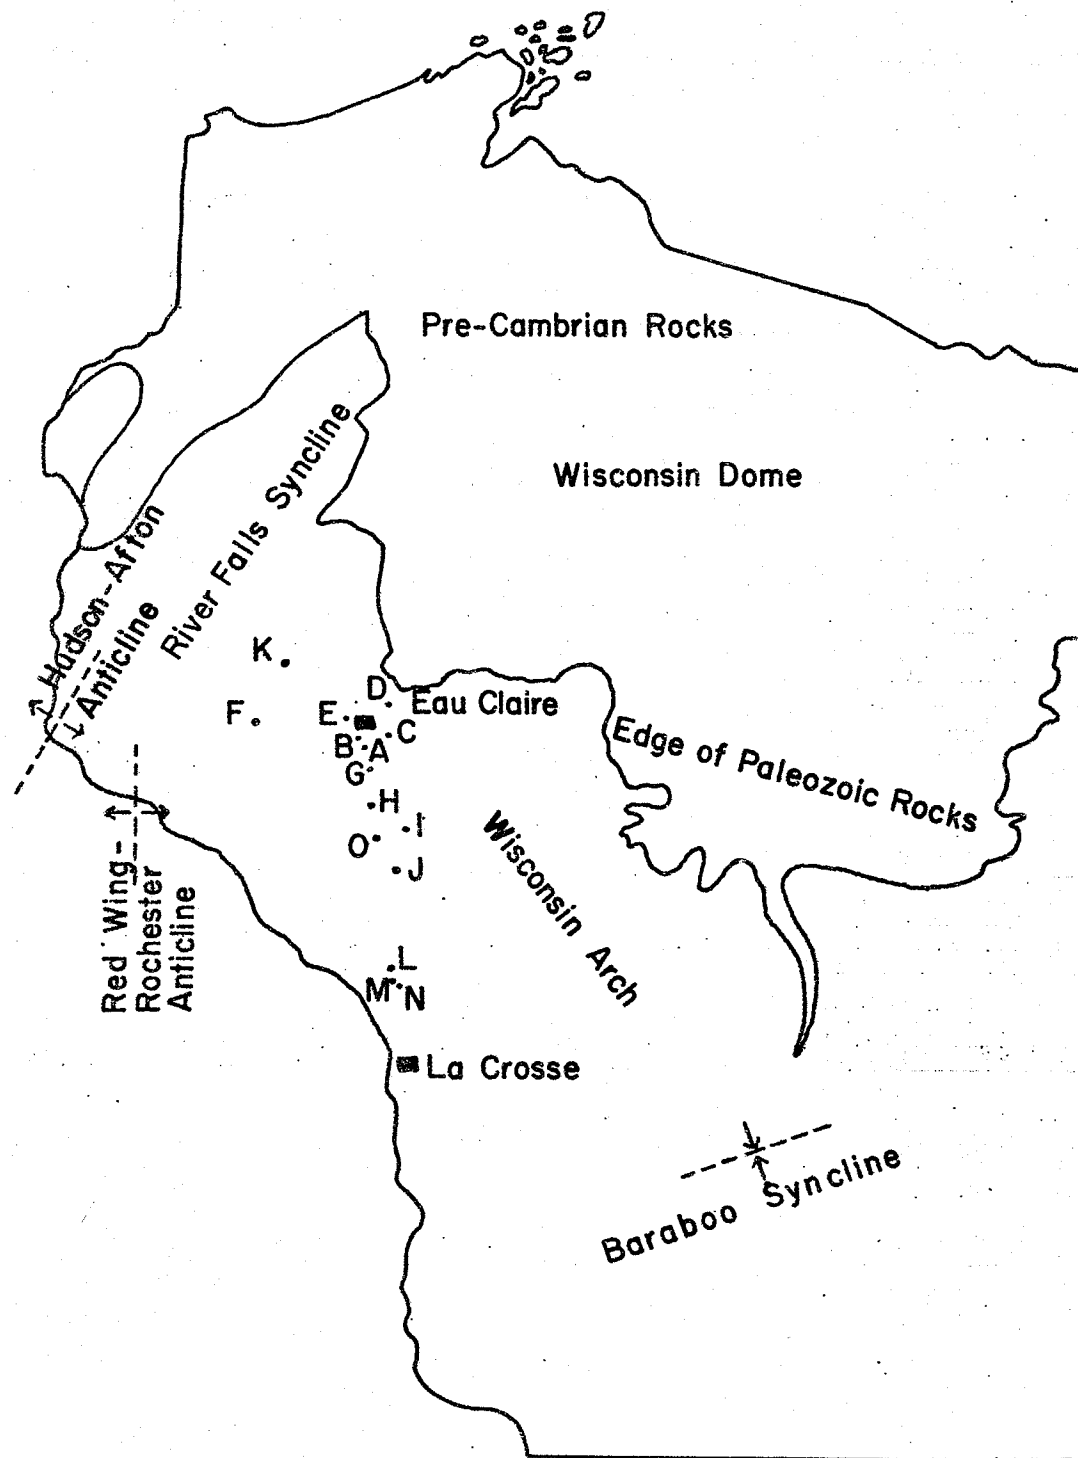 Pre-Cambrian Rocks
Wisconsin Dome
River Falls Syncline
Hudson-Afton
Anticline
K
D
Eau Claire
F
E
C
B
A
G
Edge of Paleozoic Rocks
H
I
O
J
Wisconsin Arch
Red Wing-
Rochester
Anticline
L
M
N
La Crosse
Baraboo Syncline